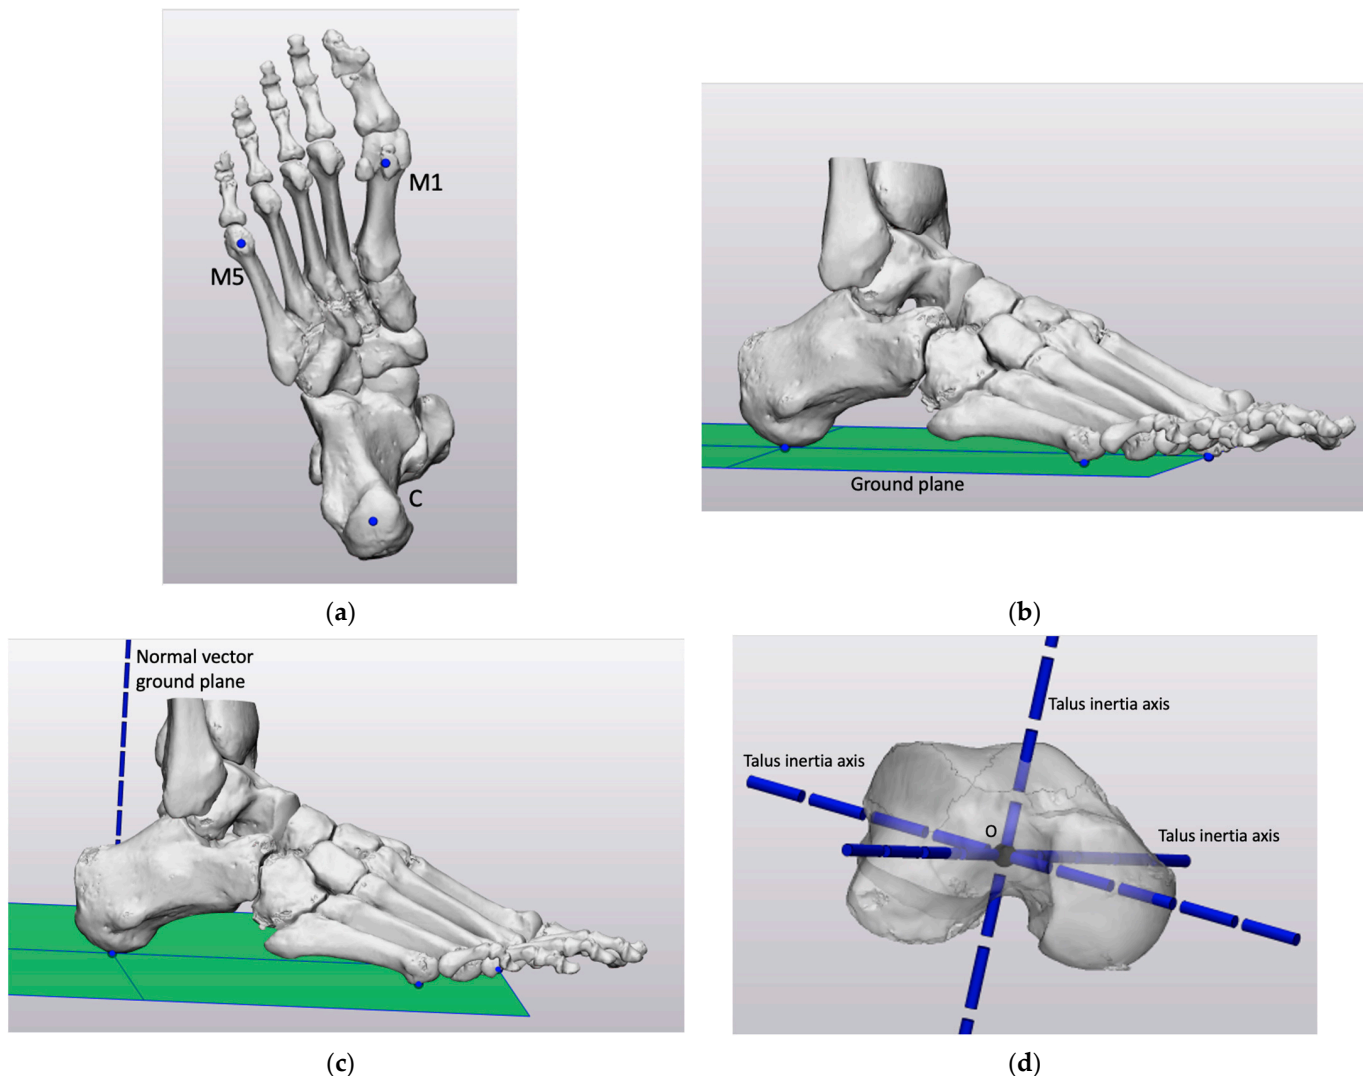 M1
M5
C
(a)
Ground plane
(b)
Normal vector
ground plane
(c)
Talus inertia axis
Talus inertia axis
O
Talus inertia axis
(d)